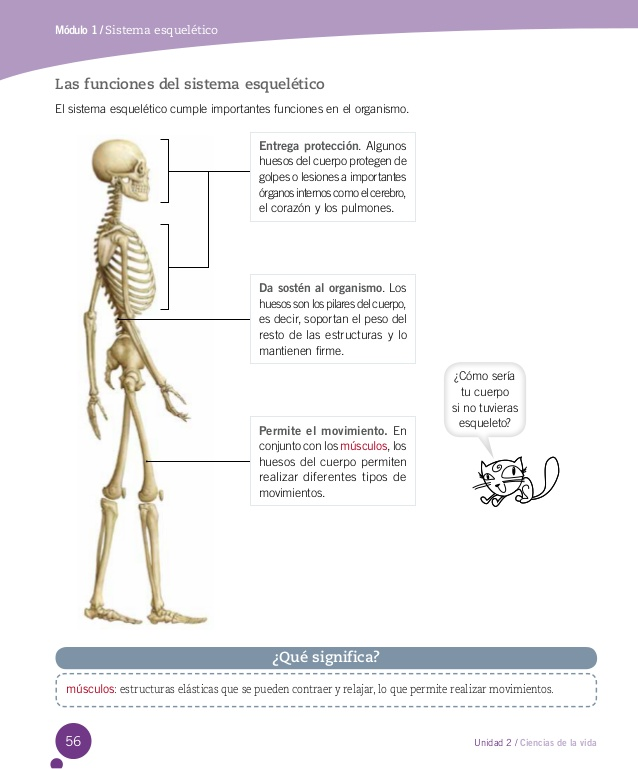 Módulo 1 / Sistema esquelético
Las funciones del sistema esquelético
El sistema esquelético cumple importantes funciones en el organismo.
Entrega protección. Algunos
huesos del cuerpo protegen de
golpes o lesiones a importantes
órganos internos como el cerebro,
el corazón y los pulmones.
Da sostén al organismo. Los
huesos son los pilares del cuerpo,
es decir, soportan el peso del
resto de las estructuras y lo
mantienen firme.
¿Cómo sería
tu cuerpo
si no tuvieras
esqueleto?
Permite el movimiento. En
conjunto con los músculos, los
huesos del cuerpo permiten
realizar diferentes tipos de
movimientos.
¿Qué significa?
músculos: estructuras elásticas que se pueden contraer y relajar, lo que permite realizar movimientos.
56
Unidad 2 / Ciencias de la vida